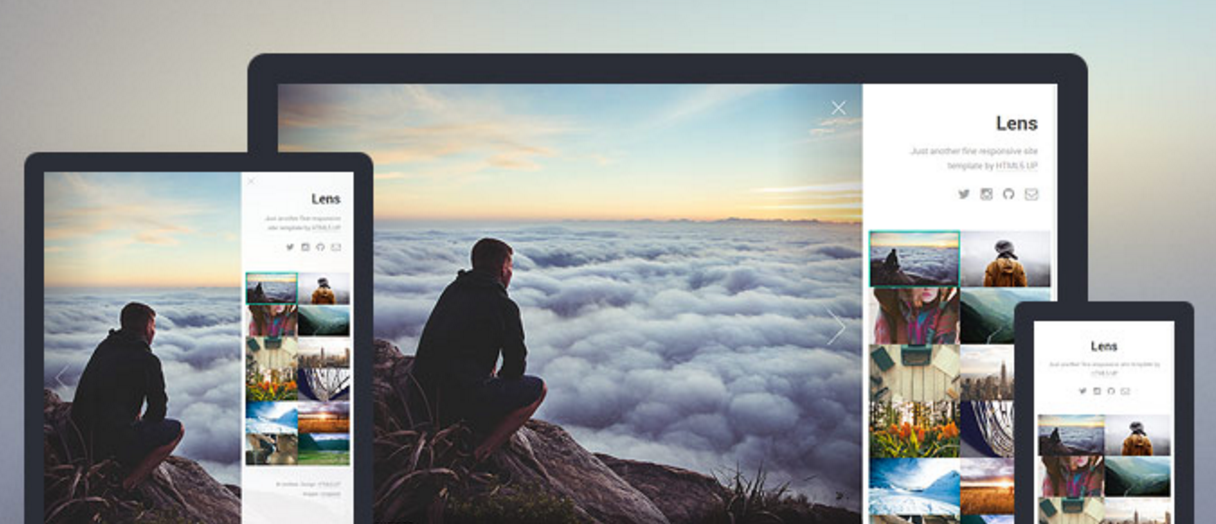 Lens
Just another fine responsive site
template by HTML5 UP
Lens
Just another fine responsive
site template by HTML5 UP
Lens
Just another fine responsive site template by
HTML5 UP